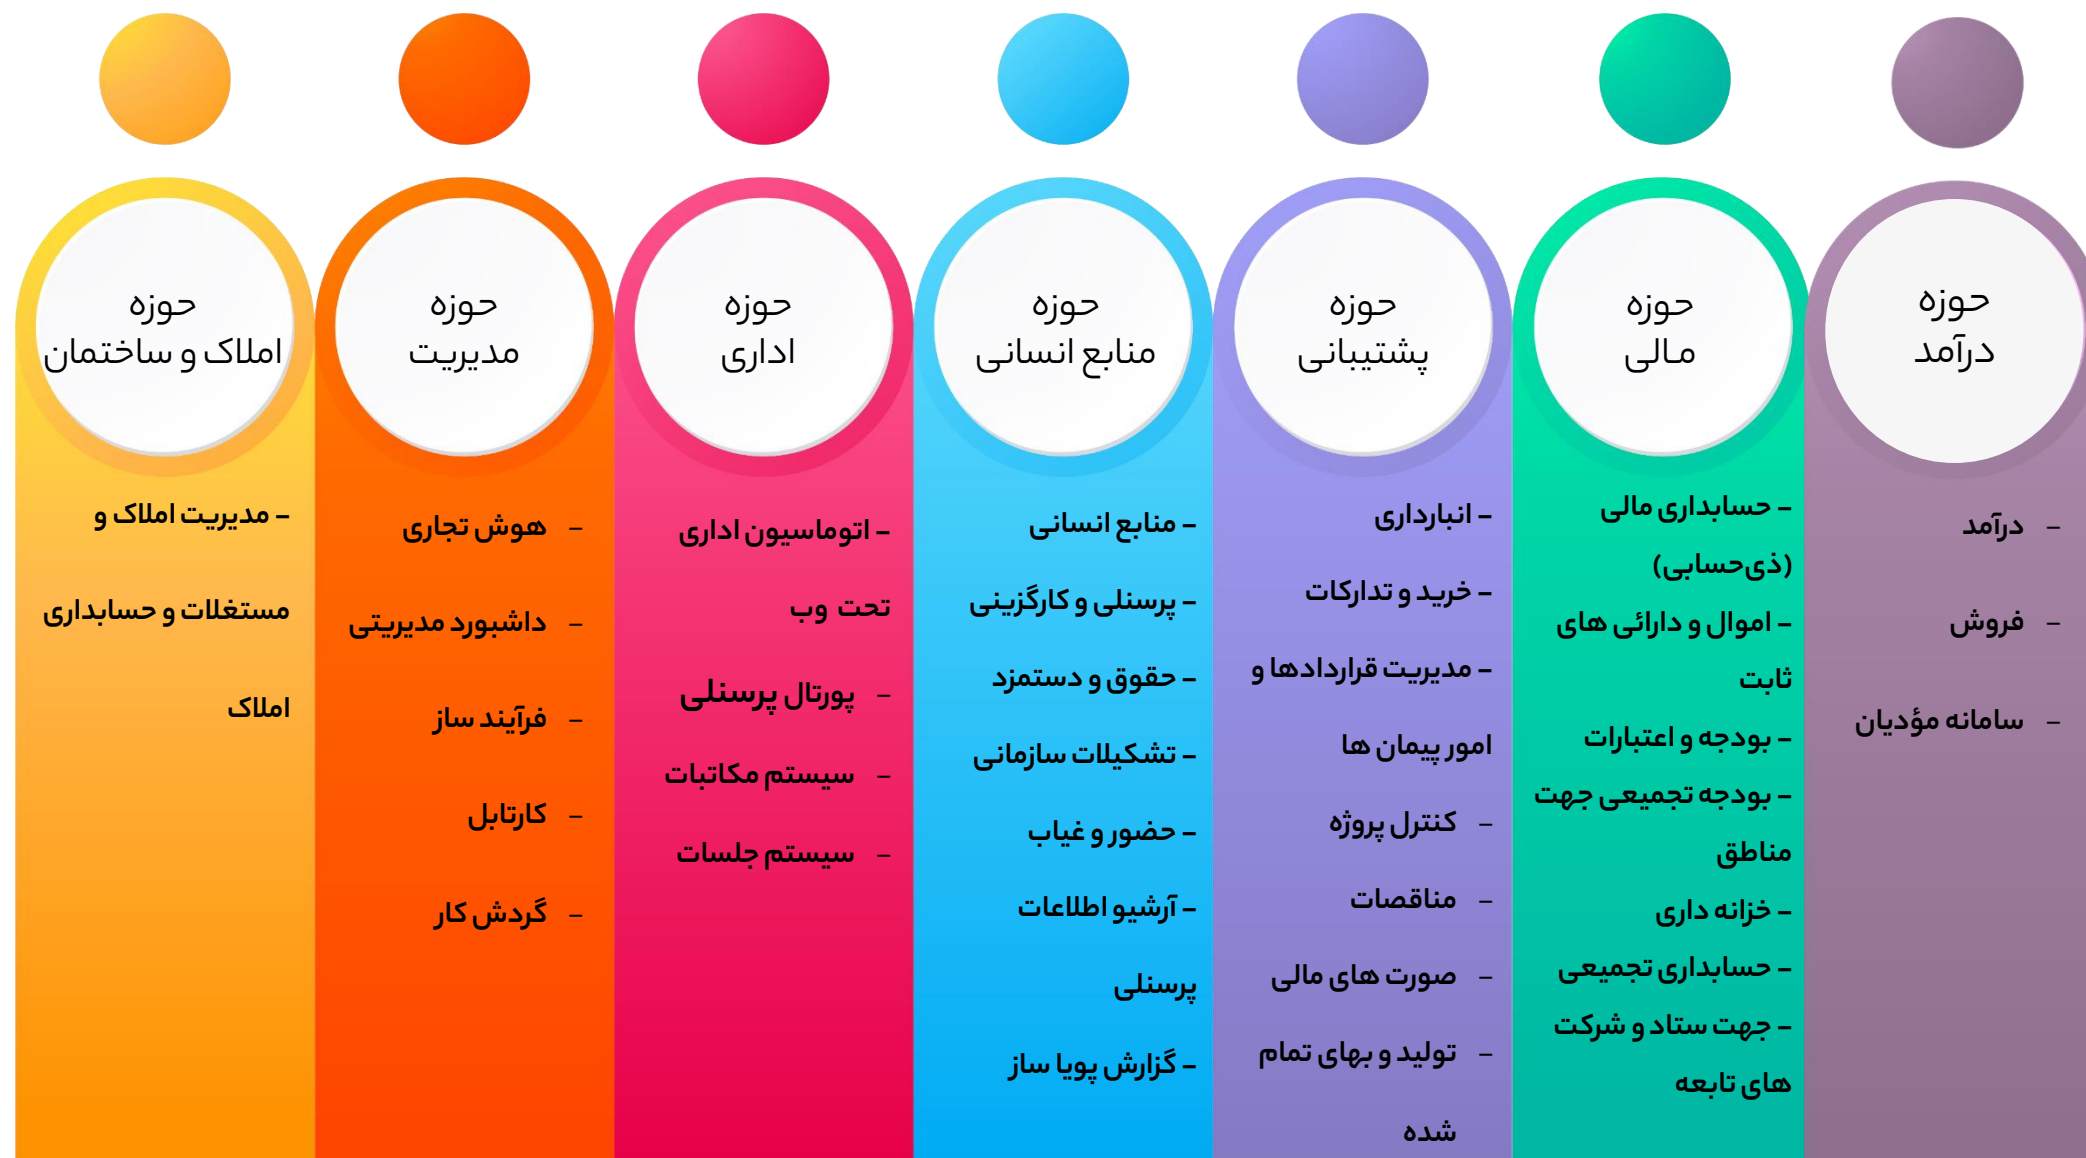 حوزه
درآمد
– درآمد
– فروش
– سامانه مؤدیان
حوزه
مالی
– حسابداری مالی
(ذی‌حسابی)
– اموال و دارائی های
ثابت
– بودجه و اعتبارات
– بودجه تجمیعی جهت
مناطق
– خزانه داری
– حسابداری تجمیعی
– جهت ستاد و شرکت
های تابعه
حوزه
پشتیبانی
– انبارداری
– خرید و تدارکات
– مدیریت قراردادها و
امور پیمان ها
– کنترل پروژه
– مناقصات
– صورت های مالی
– تولید و بهای تمام
شده
حوزه
منابع انسانی
– منابع انسانی
– پرسنلی و کارگزینی
– حقوق و دستمزد
– تشکیلات سازمانی
– حضور و غیاب
– آرشیو اطلاعات
پرسنلی
– گزارش پویا ساز
حوزه
اداری
– اتوماسیون اداری
تحت وب
– پورتال پرسنلی
– سیستم مکاتبات
– سیستم جلسات
حوزه
مدیریت
– هوش تجاری
– داشبورد مدیریتی
– فرآیند ساز
– کارتابل
– گردش کار
حوزه
املاک و ساختمان
– مدیریت املاک و
مستغلات و حسابداری
املاک